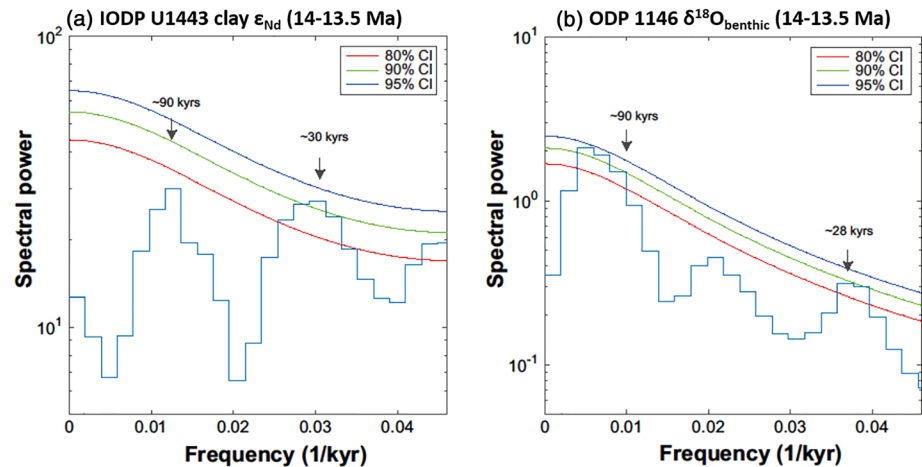 (a) IODP U1443 clay εNd (14-13.5 Ma)
10²
80% CI
90% CI
95% CI
~90 kyrs
~30 kyrs
Spectral power
10¹
0 0.01 0.02 0.03 0.04
Frequency (1/kyr)
(b) ODP 1146 δ¹⁸Obenthic (14-13.5 Ma)
10¹
80% CI
90% CI
95% CI
~90 kyrs
10⁰
Spectral power
~28 kyrs
10⁻¹
0 0.01 0.02 0.03 0.04
Frequency (1/kyr)